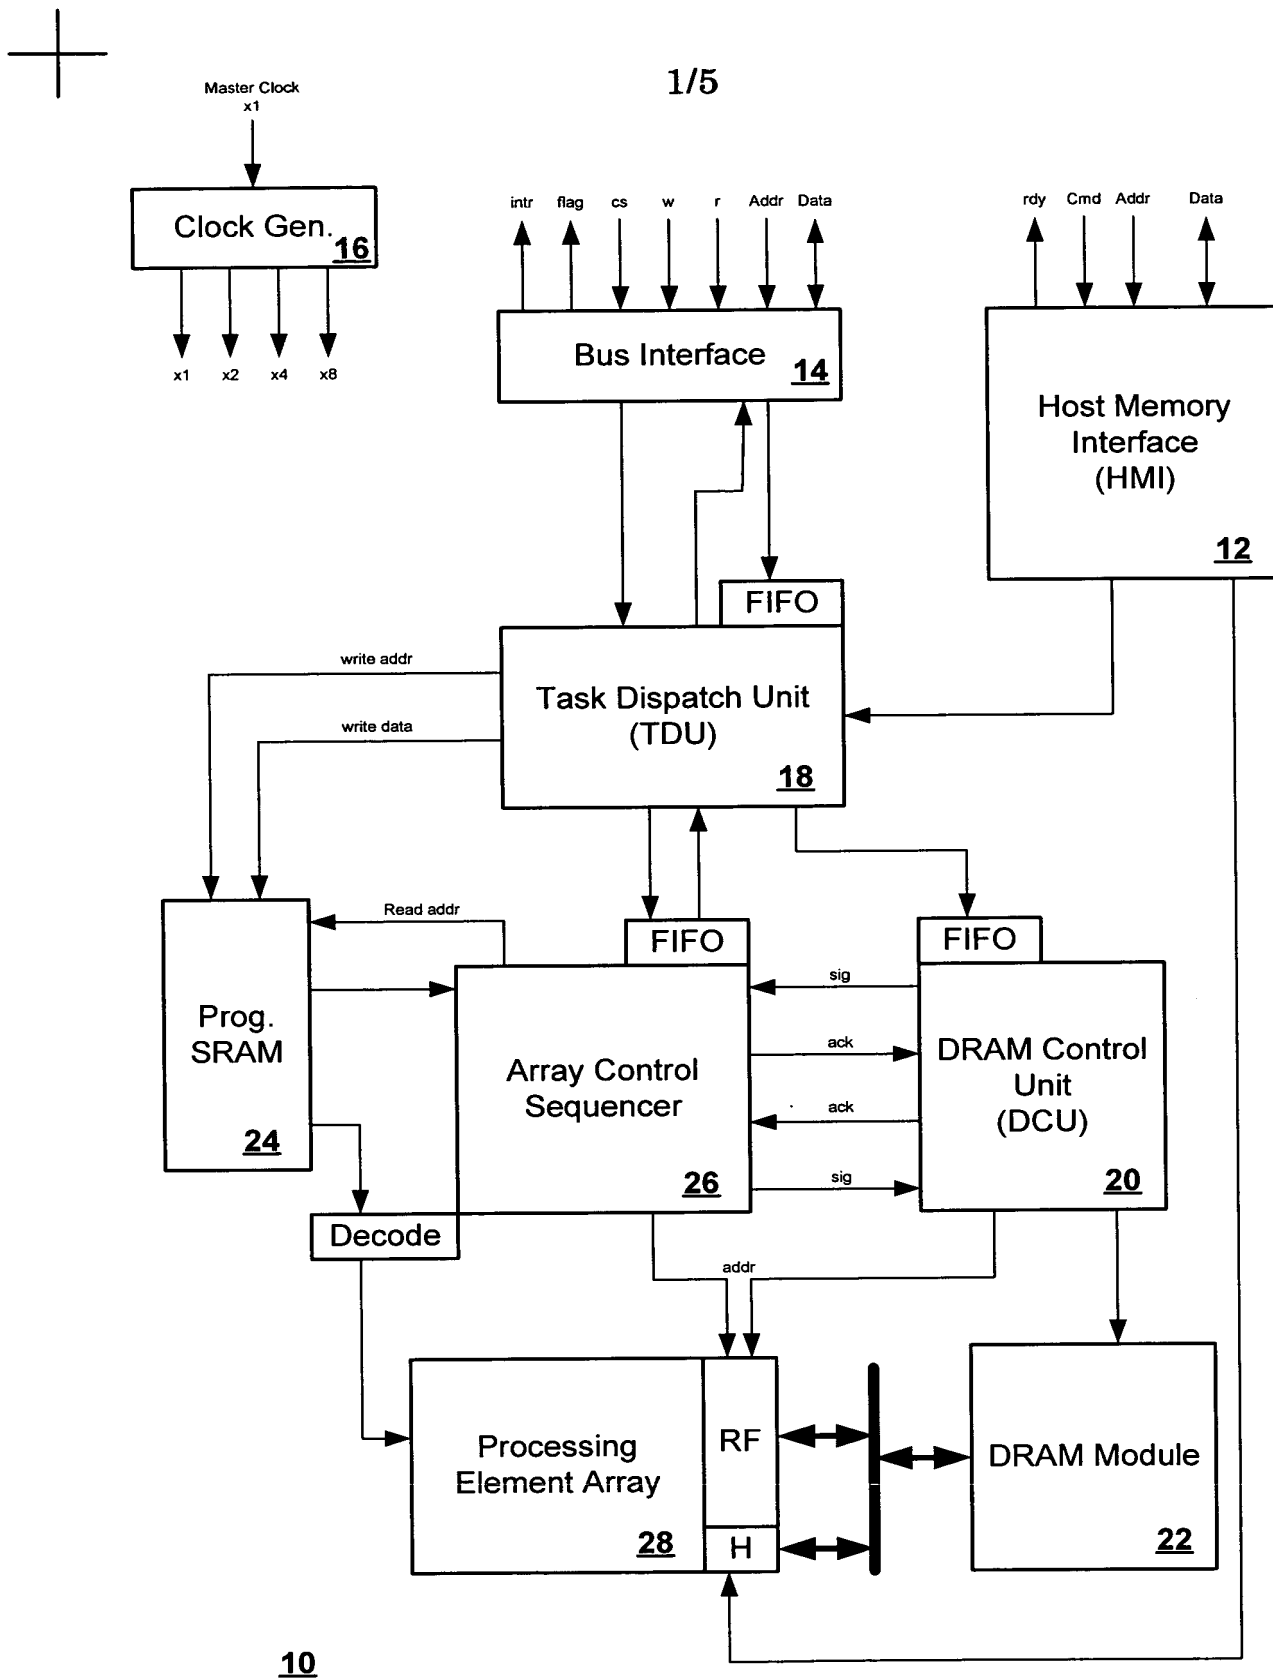 1/5
Master Clock
x1
Clock Gen.
16
x1 x2 x4 x8
intr flag cs w r Addr Data
Bus Interface
14
rdy Cmd Addr Data
Host Memory
Interface
(HMI)
12
FIFO
write addr
write data
Task Dispatch Unit
(TDU)
18
Read addr
FIFO
FIFO
Prog.
SRAM
24
Array Control
Sequencer
26
sig
ack
ack
sig
DRAM Control
Unit
(DCU)
20
Decode
addr
Processing
Element Array
28
RF
H
DRAM Module
22
10